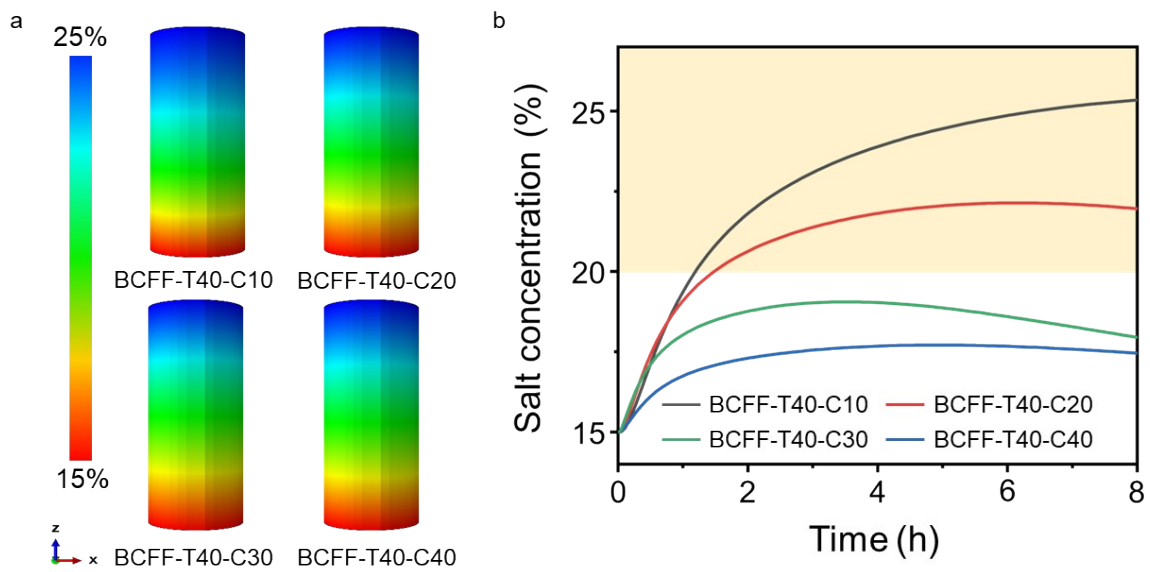 a
25%
15%
z
x
BCFF-T40-C10
BCFF-T40-C20
BCFF-T40-C30
BCFF-T40-C40
b
Salt concentration (%)
25
20
15
BCFF-T40-C10
BCFF-T40-C20
BCFF-T40-C30
BCFF-T40-C40
0
2
4
6
8
Time (h)